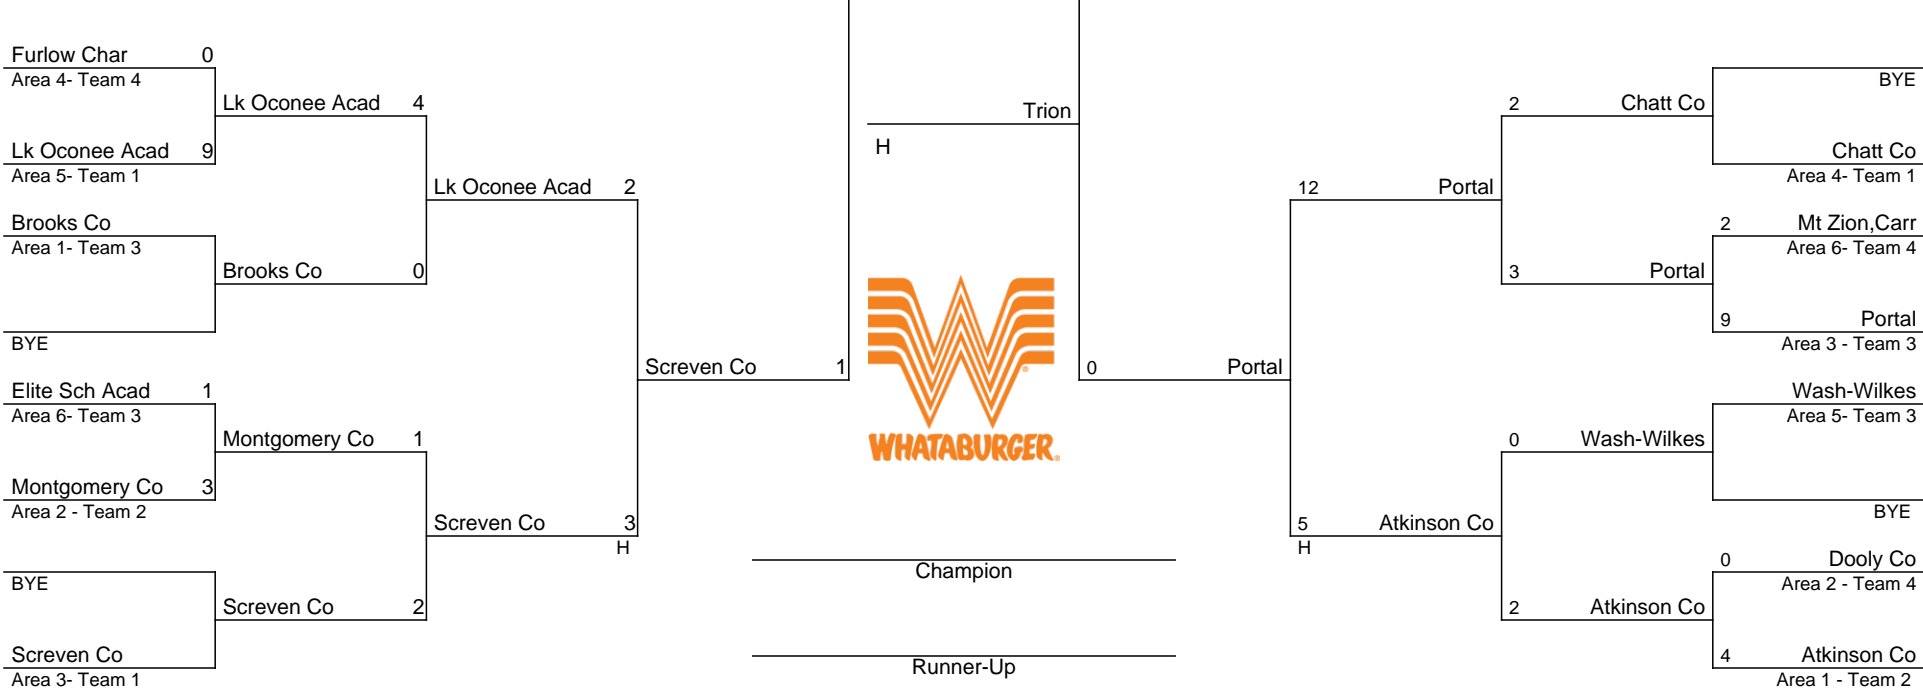 Furlow Char 0
Area 4- Team 4
Lk Oconee Acad 4
Lk Oconee Acad 9
Area 5- Team 1
Lk Oconee Acad 2
Brooks Co
Area 1- Team 3
Brooks Co 0
BYE
Screven Co 1
Elite Sch Acad 1
Area 6- Team 3
Montgomery Co 1
Montgomery Co 3
Area 2 - Team 2
Screven Co 3
H
BYE
Screven Co 2
Screven Co
Area 3- Team 1
Trion
H
WHATABURGER®
Champion
Runner-Up
BYE
2 Chatt Co
Chatt Co
Area 4- Team 1
12 Portal
2 Mt Zion,Carr
Area 6- Team 4
3 Portal
9 Portal
Area 3 - Team 3
0 Portal
Wash-Wilkes
Area 5- Team 3
0 Wash-Wilkes
BYE
5 Atkinson Co
H
0 Dooly Co
Area 2 - Team 4
2 Atkinson Co
4 Atkinson Co
Area 1 - Team 2